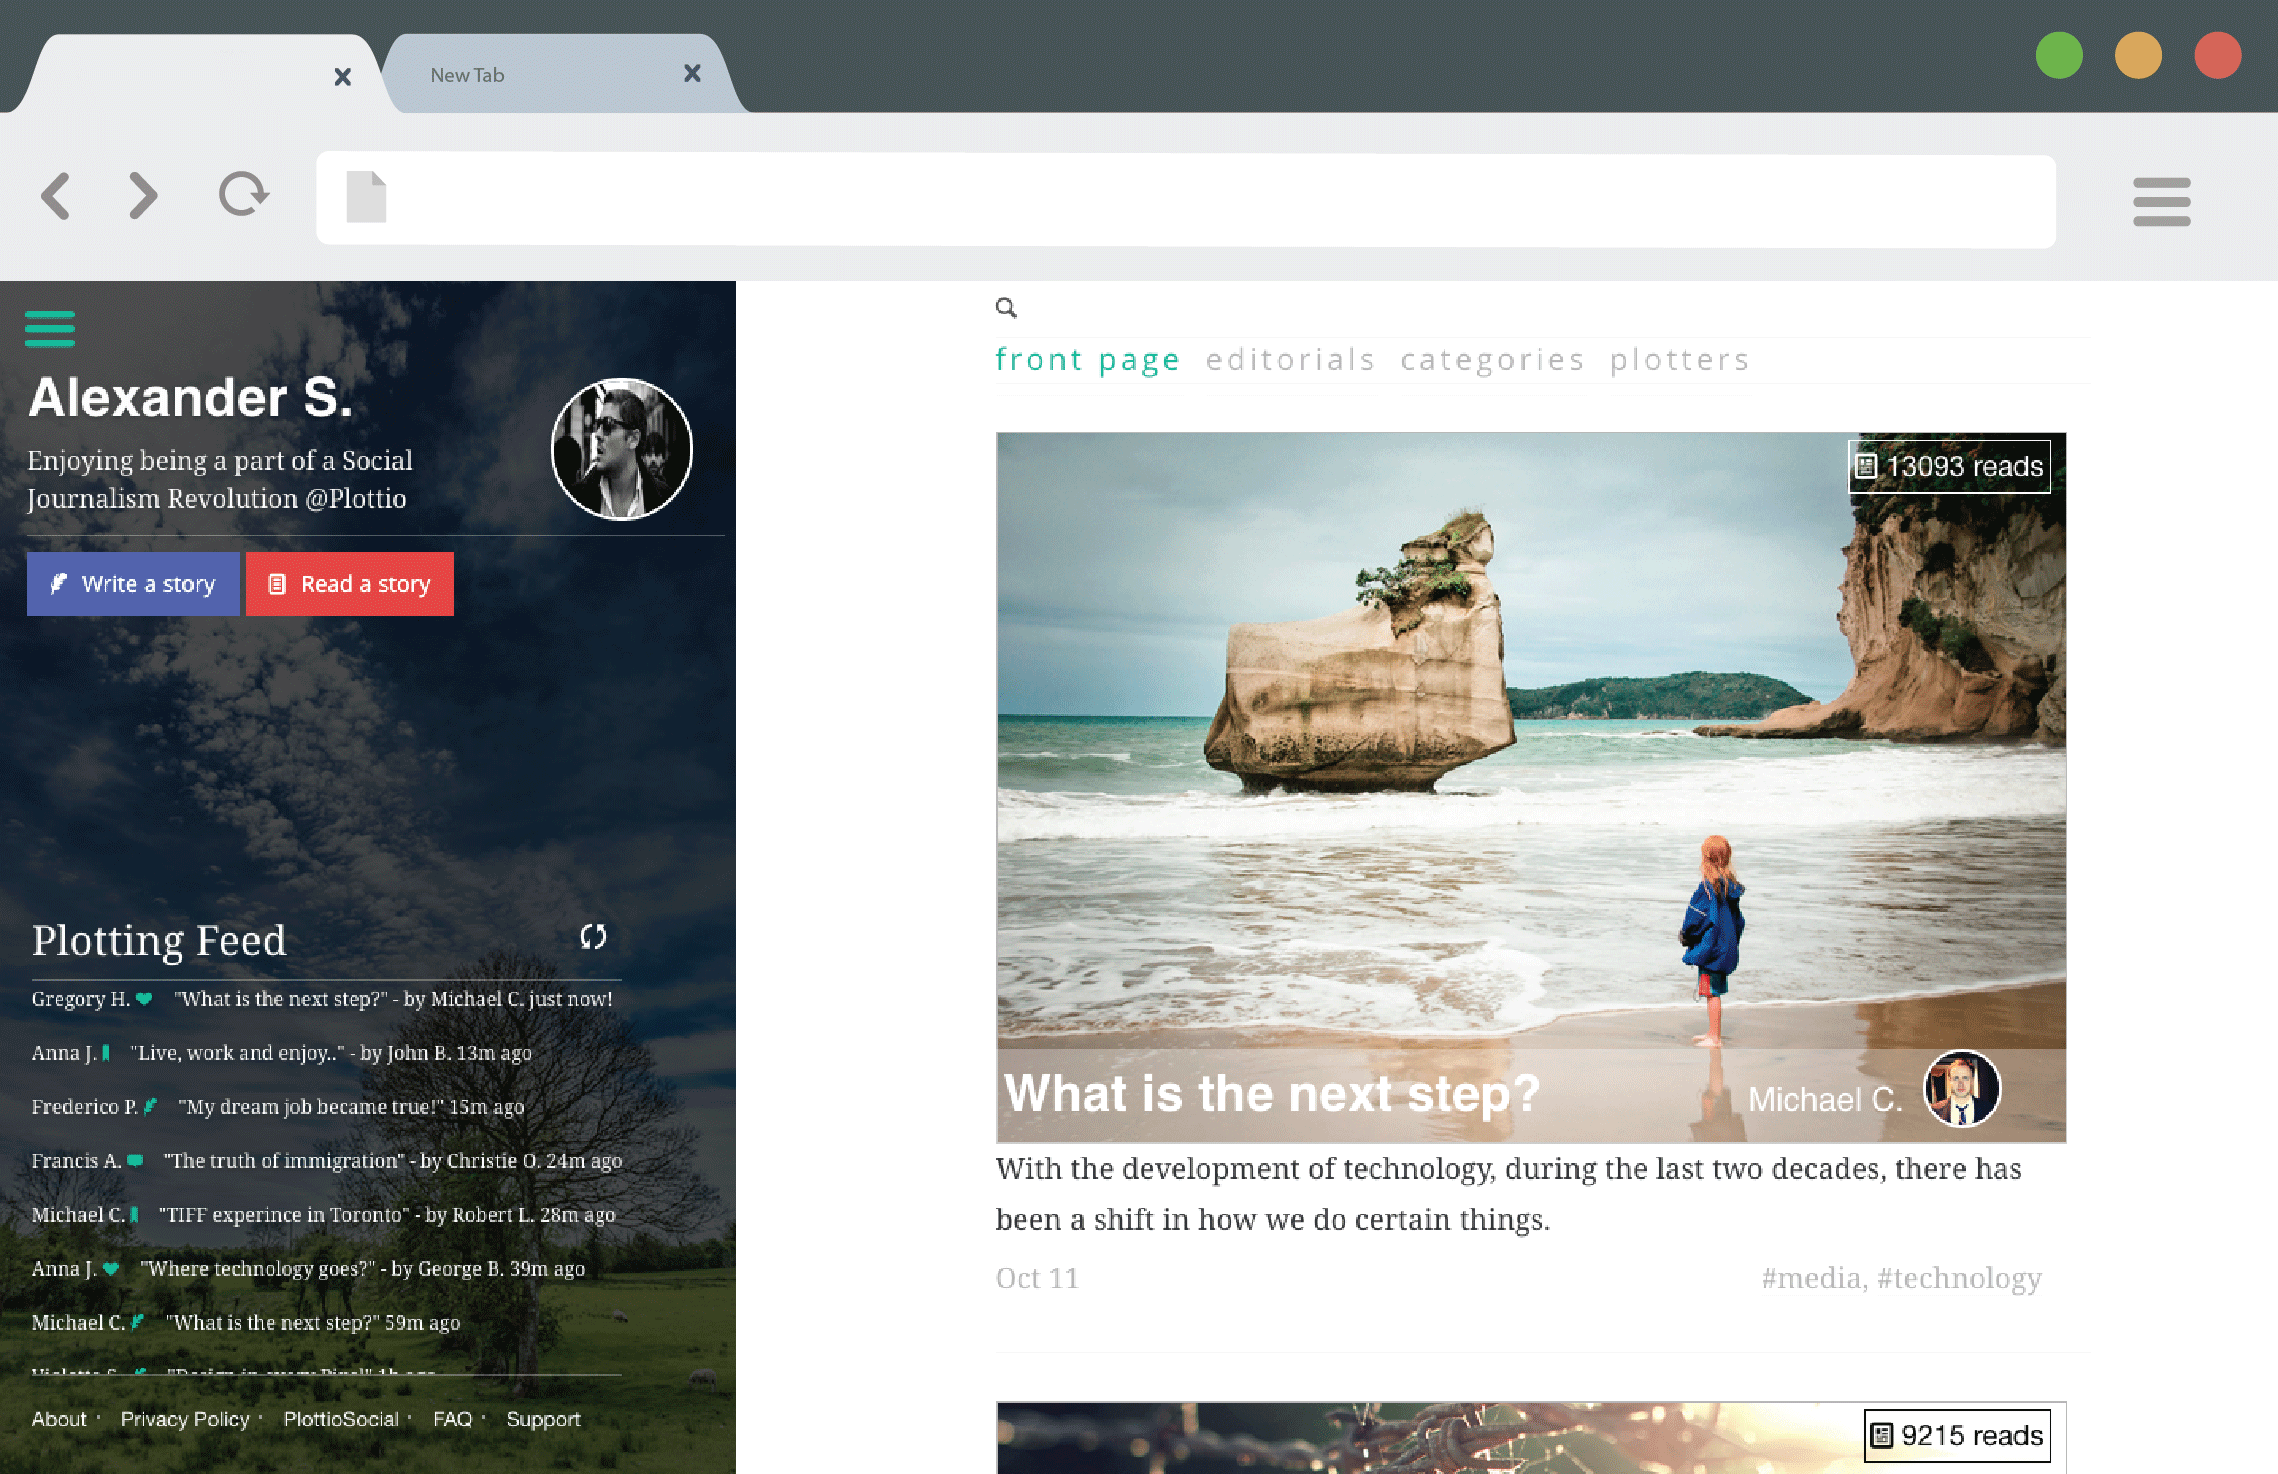 New Tab
Alexander S.
Enjoying being a part of a Social
Journalism Revolution @Plottio
Write a story
Read a story
Plotting Feed
Gregory H. "What is the next step?" - by Michael C. just now!
Anna J. "Live, work and enjoy.." - by John B. 13m ago
Frederico P. "My dream job became true!" 15m ago
Francis A. "The truth of immigration" - by Christie O. 24m ago
Michael C. "TIFF experince in Toronto" - by Robert L. 28m ago
Anna J. "Where technology goes?" - by George B. 39m ago
Michael C. "What is the next step?" 59m ago
About · Privacy Policy · PlottioSocial · FAQ · Support
front page editorials categories plotters
13093 reads
What is the next step?
Michael C.
With the development of technology, during the last two decades, there has
been a shift in how we do certain things.
Oct 11
#media, #technology
9215 reads